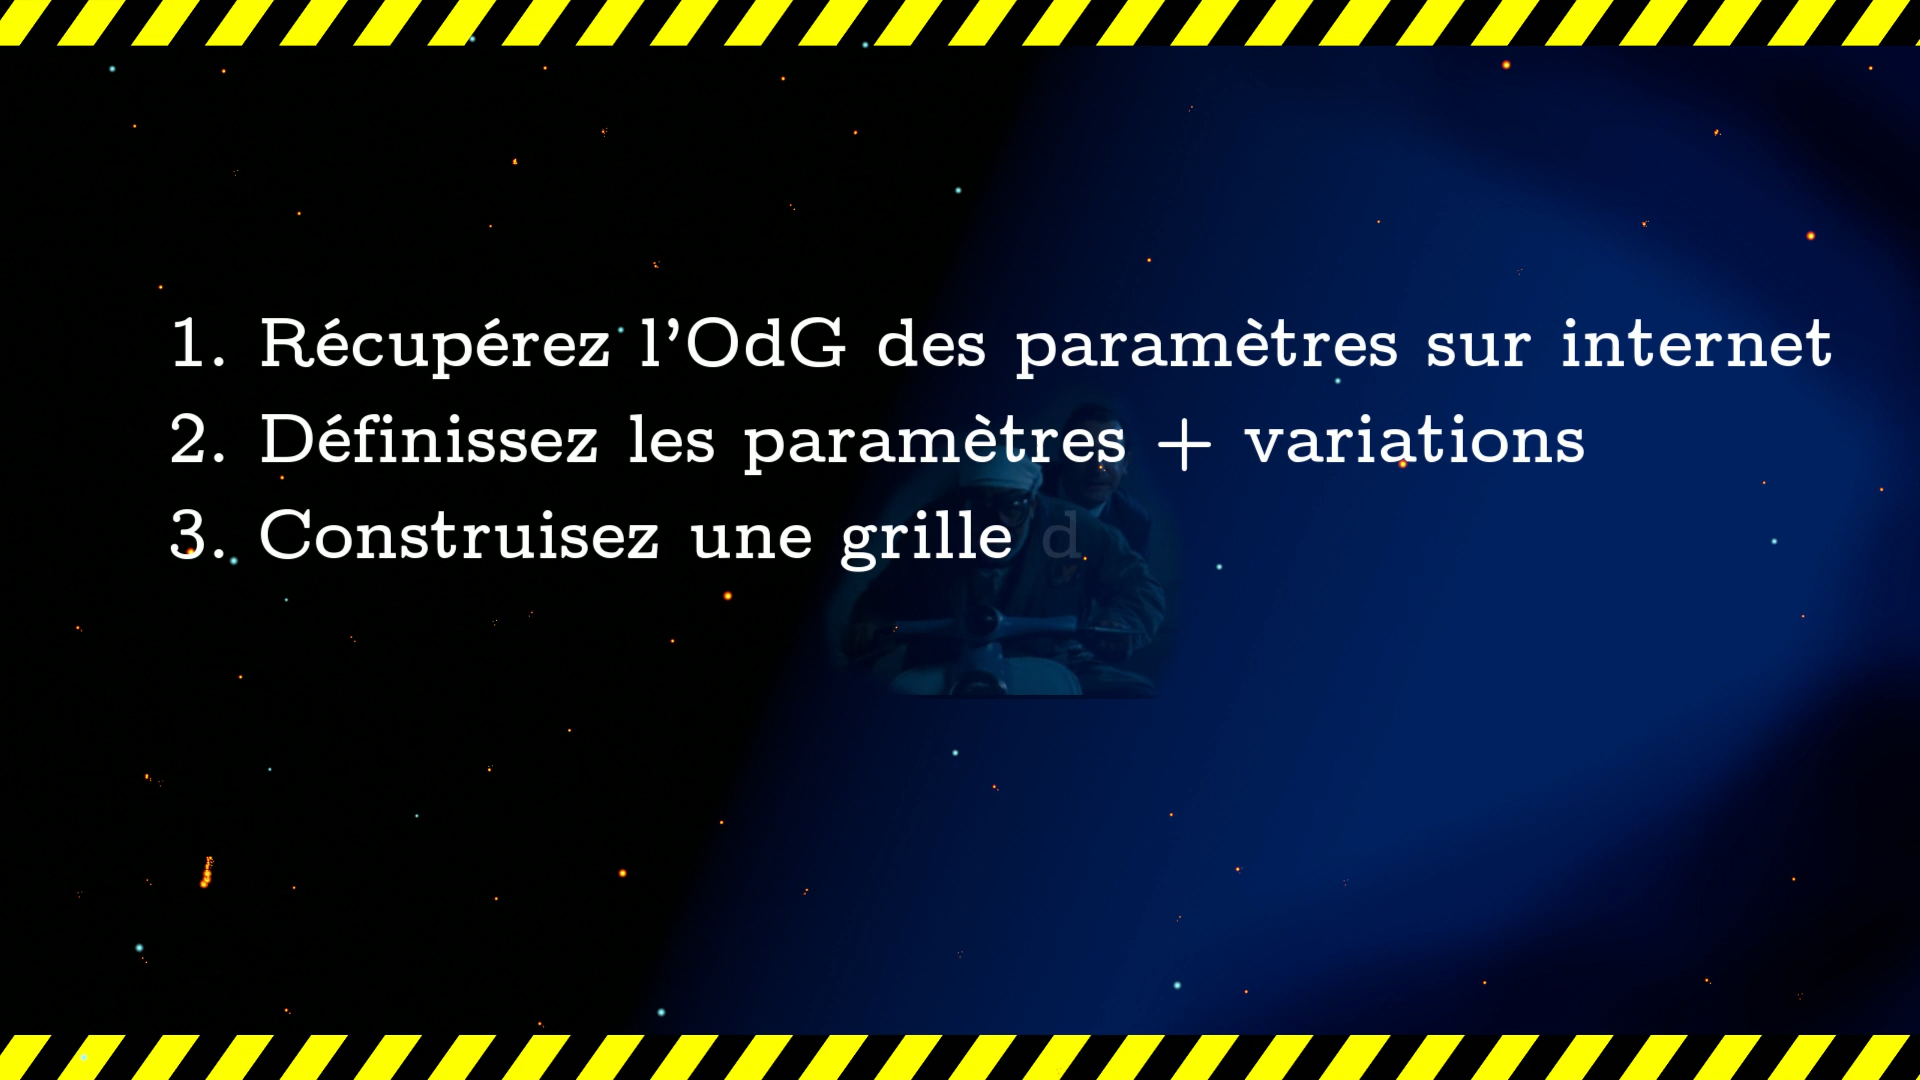 1. Récupérez l’OdG des paramètres sur internet
2. Définissez les paramètres + variations
3. Construisez une grille d